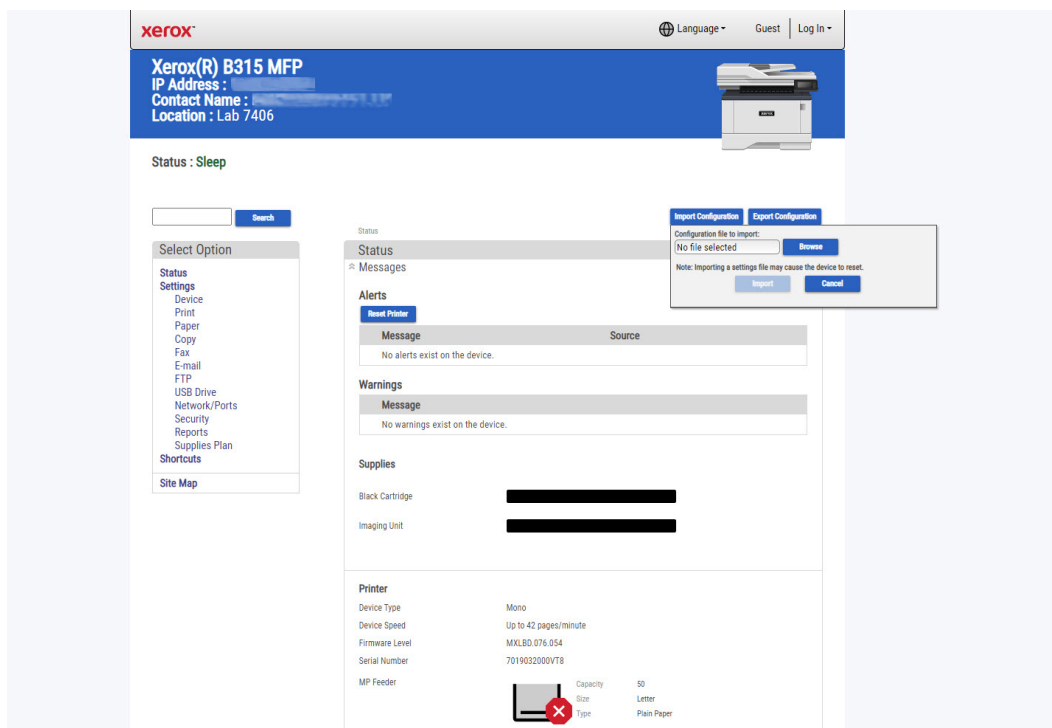 xerox™
Language
Guest
Log In
Xerox(R) B315 MFP
IP Address :
Contact Name :
Location : Lab 7406
xerox
Status : Sleep
Search
Import Configuration
Export Configuration
Configuration file to import:
No file selected
Browse
Note: Importing a settings file may cause the device to reset.
Import
Cancel
Select Option
Status
Settings
Device
Print
Paper
Copy
Fax
E-mail
FTP
USB Drive
Network/Ports
Security
Reports
Supplies Plan
Shortcuts
Site Map
Status
Status
Messages
Alerts
Reset Printer
Message Source
No alerts exist on the device.
Warnings
Message
No warnings exist on the device.
Supplies
Black Cartridge
Imaging Unit
Printer
Device Type Mono
Device Speed Up to 42 pages/minute
Firmware Level MXLBD.076.054
Serial Number 7019032000VT8
MP Feeder
Capacity 50
Size Letter
Type Plain Paper